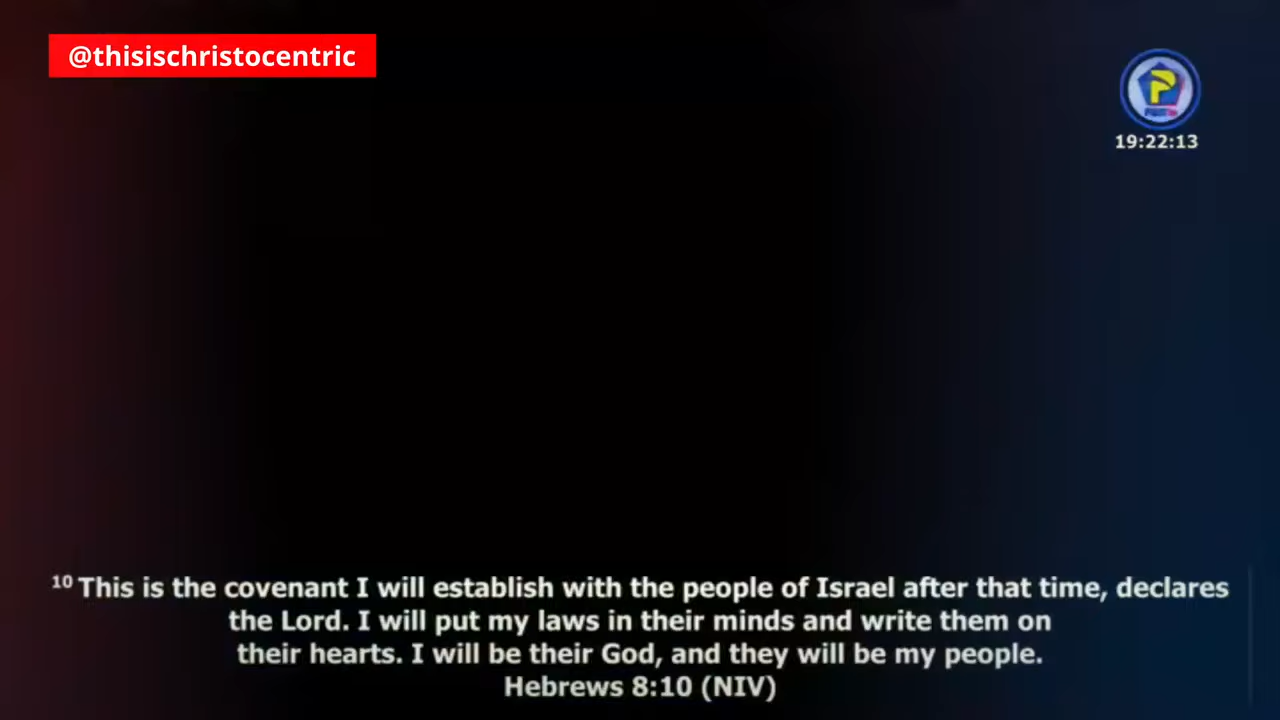 @thisischristocentric
19:22:13
10 This is the covenant I will establish with the people of Israel after that time, declares
the Lord. I will put my laws in their minds and write them on
their hearts. I will be their God, and they will be my people.
Hebrews 8:10 (NIV)